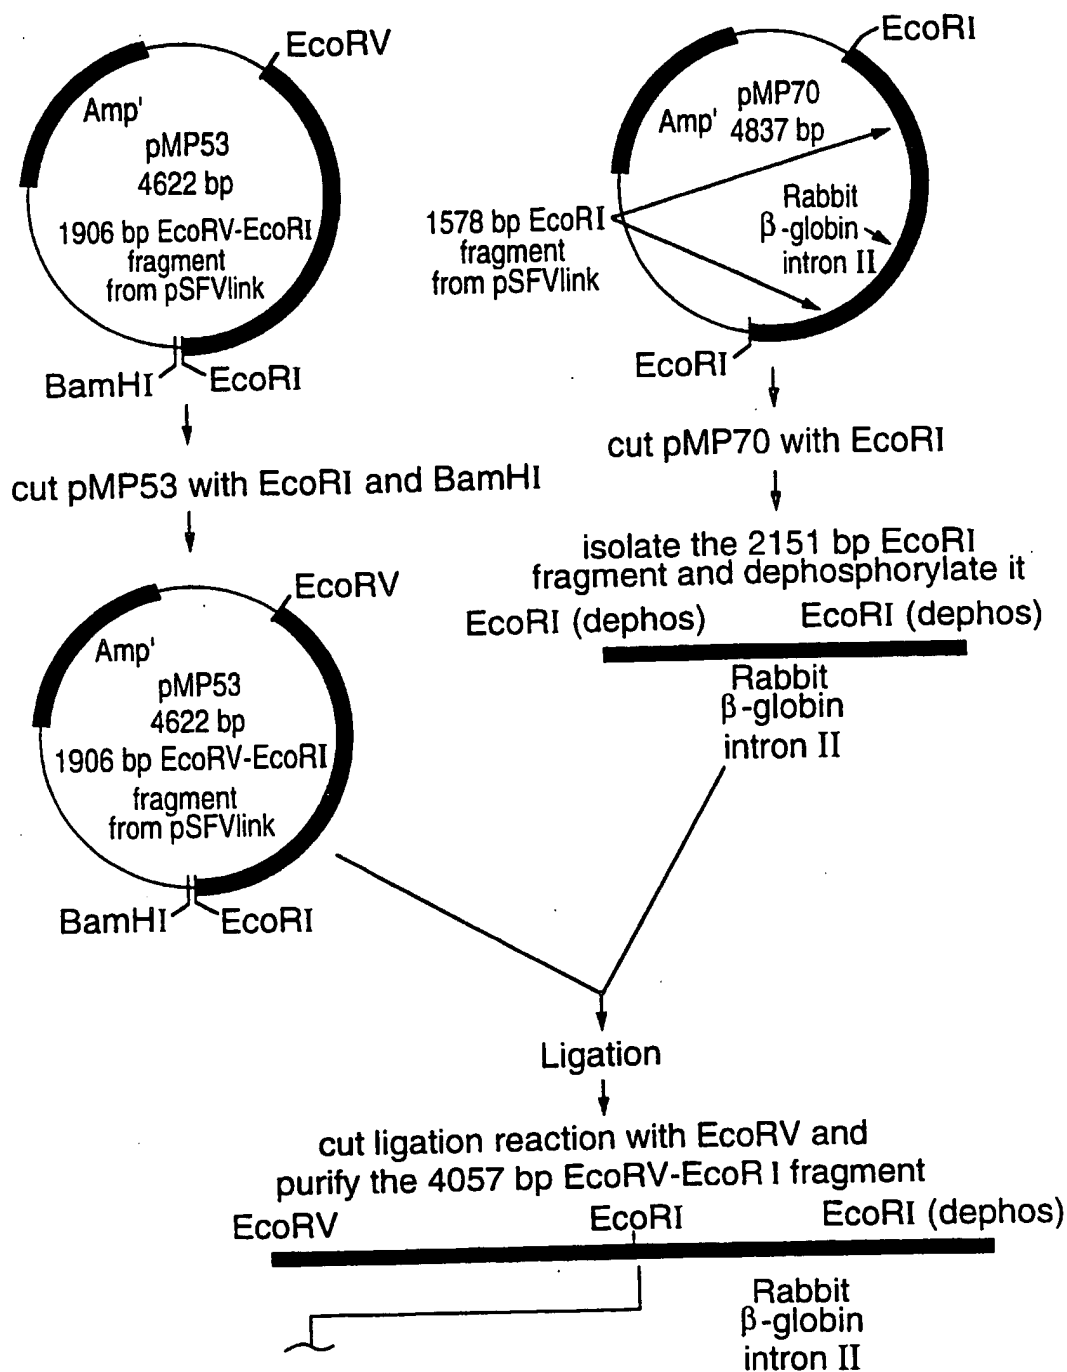 EcoRV
Amp'
pMP53
4622 bp
1906 bp EcoRV-EcoRI
fragment
from pSFVlink
BamHI
EcoRI
cut pMP53 with EcoRI and BamHI
EcoRV
Amp'
pMP53
4622 bp
1906 bp EcoRV-EcoRI
fragment
from pSFVlink
BamHI
EcoRI
EcoRI
pMP70
Amp' 4837 bp
1578 bp EcoRI
fragment
from pSFVlink
Rabbit
β-globin
intron II
EcoRI
cut pMP70 with EcoRI
isolate the 2151 bp EcoRI
fragment and dephosphorylate it
EcoRI (dephos) EcoRI (dephos)
Rabbit
β-globin
intron II
Ligation
cut ligation reaction with EcoRV and
purify the 4057 bp EcoRV-EcoRI fragment
EcoRV EcoRI EcoRI (dephos)
Rabbit
β-globin
intron II